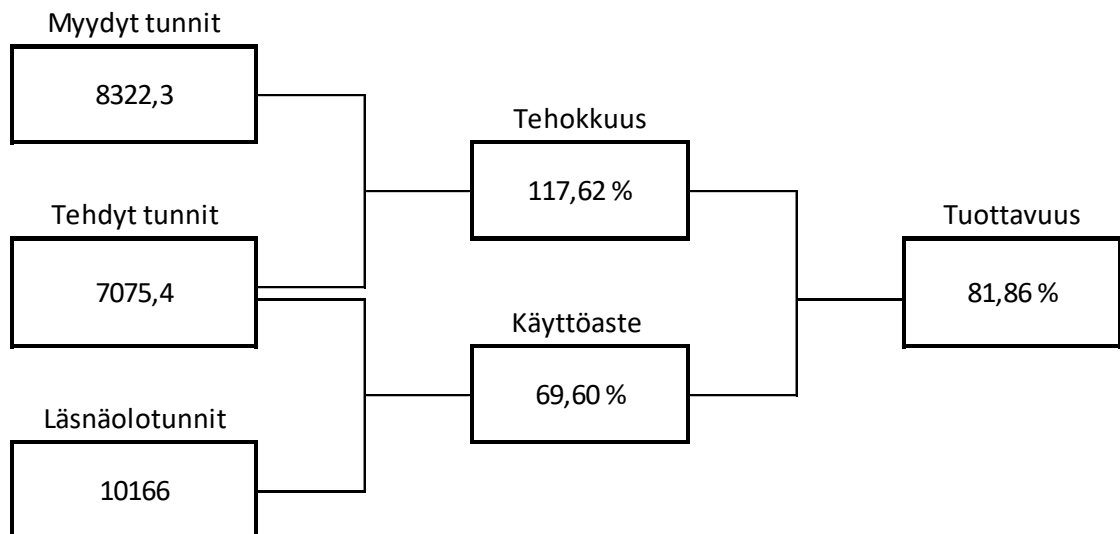 Myydyt tunnit
8322,3
Tehdyt tunnit
7075,4
Läsnäolotunnit
10166
Tehokkuus
117,62 %
Käyttöaste
69,60 %
Tuottavuus
81,86 %